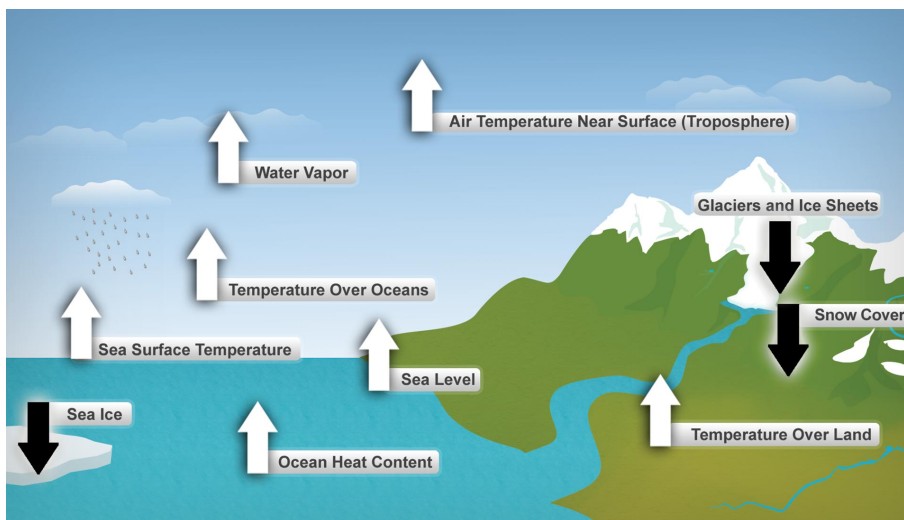 Air Temperature Near Surface (Troposphere)
Water Vapor
Glaciers and Ice Sheets
Temperature Over Oceans
Snow Cover
Sea Surface Temperature
Sea Level
Sea Ice
Temperature Over Land
Ocean Heat Content